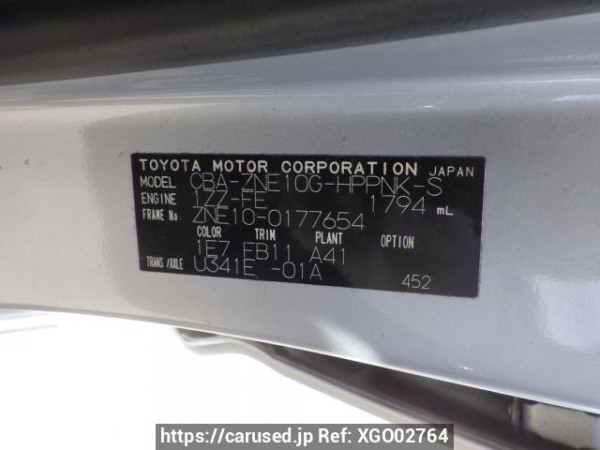 TOYOTA MOTOR CORPORATION JAPAN
MODEL CBA-ZNE10G-HPPNK-S
ENGINE 1ZZ-FE 1794 mL
FRAME No ZNE10-0177654
COLOR TRIM PLANT OPTION
1E7 FB11 A41
TRANS/AXLE U341E -01A
452
https://carused.jp Ref: XGO02764